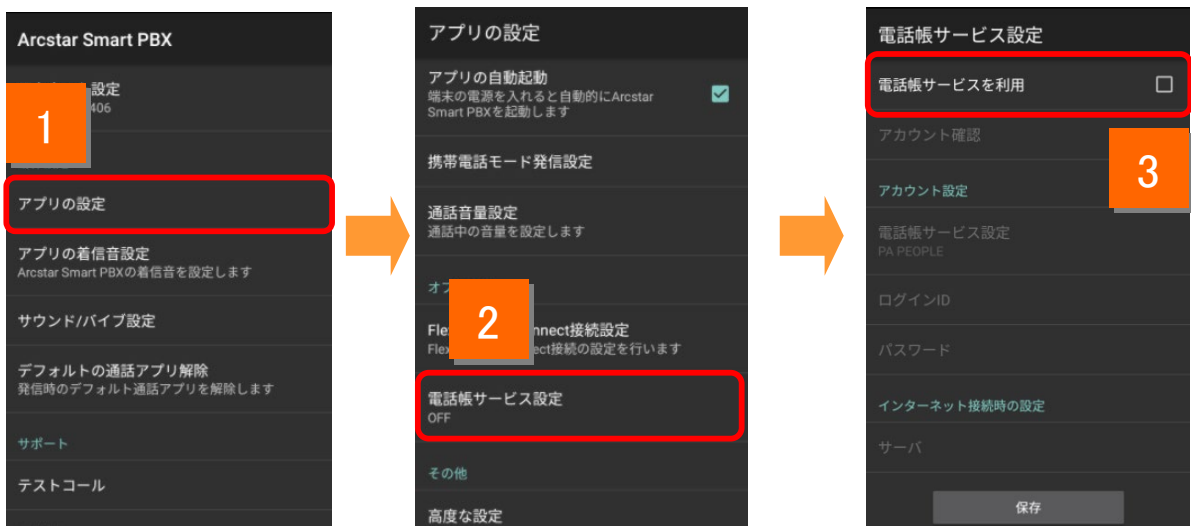 Arcstar Smart PBX
設定
406
1
アプリの設定
アプリの着信音設定
Arcstar Smart PBXの着信音を設定します
サウンド/バイブ設定
デフォルトの通話アプリ解除
発信時のデフォルト通話アプリを解除します
サポート
テストコール
アプリの設定
アプリの自動起動
端末の電源を入れると自動的にArcstar
Smart PBXを起動します
携帯電話モード発信設定
通話音量設定
通話中の音量を設定します
オフ
2
Fle nnect接続設定
Flex ect接続の設定を行います
電話帳サービス設定
OFF
その他
高度な設定
電話帳サービス設定
電話帳サービスを利用
アカウント確認
3
アカウント設定
電話帳サービス設定
PA PEOPLE
ログインID
パスワード
インターネット接続時の設定
サーバ
保存